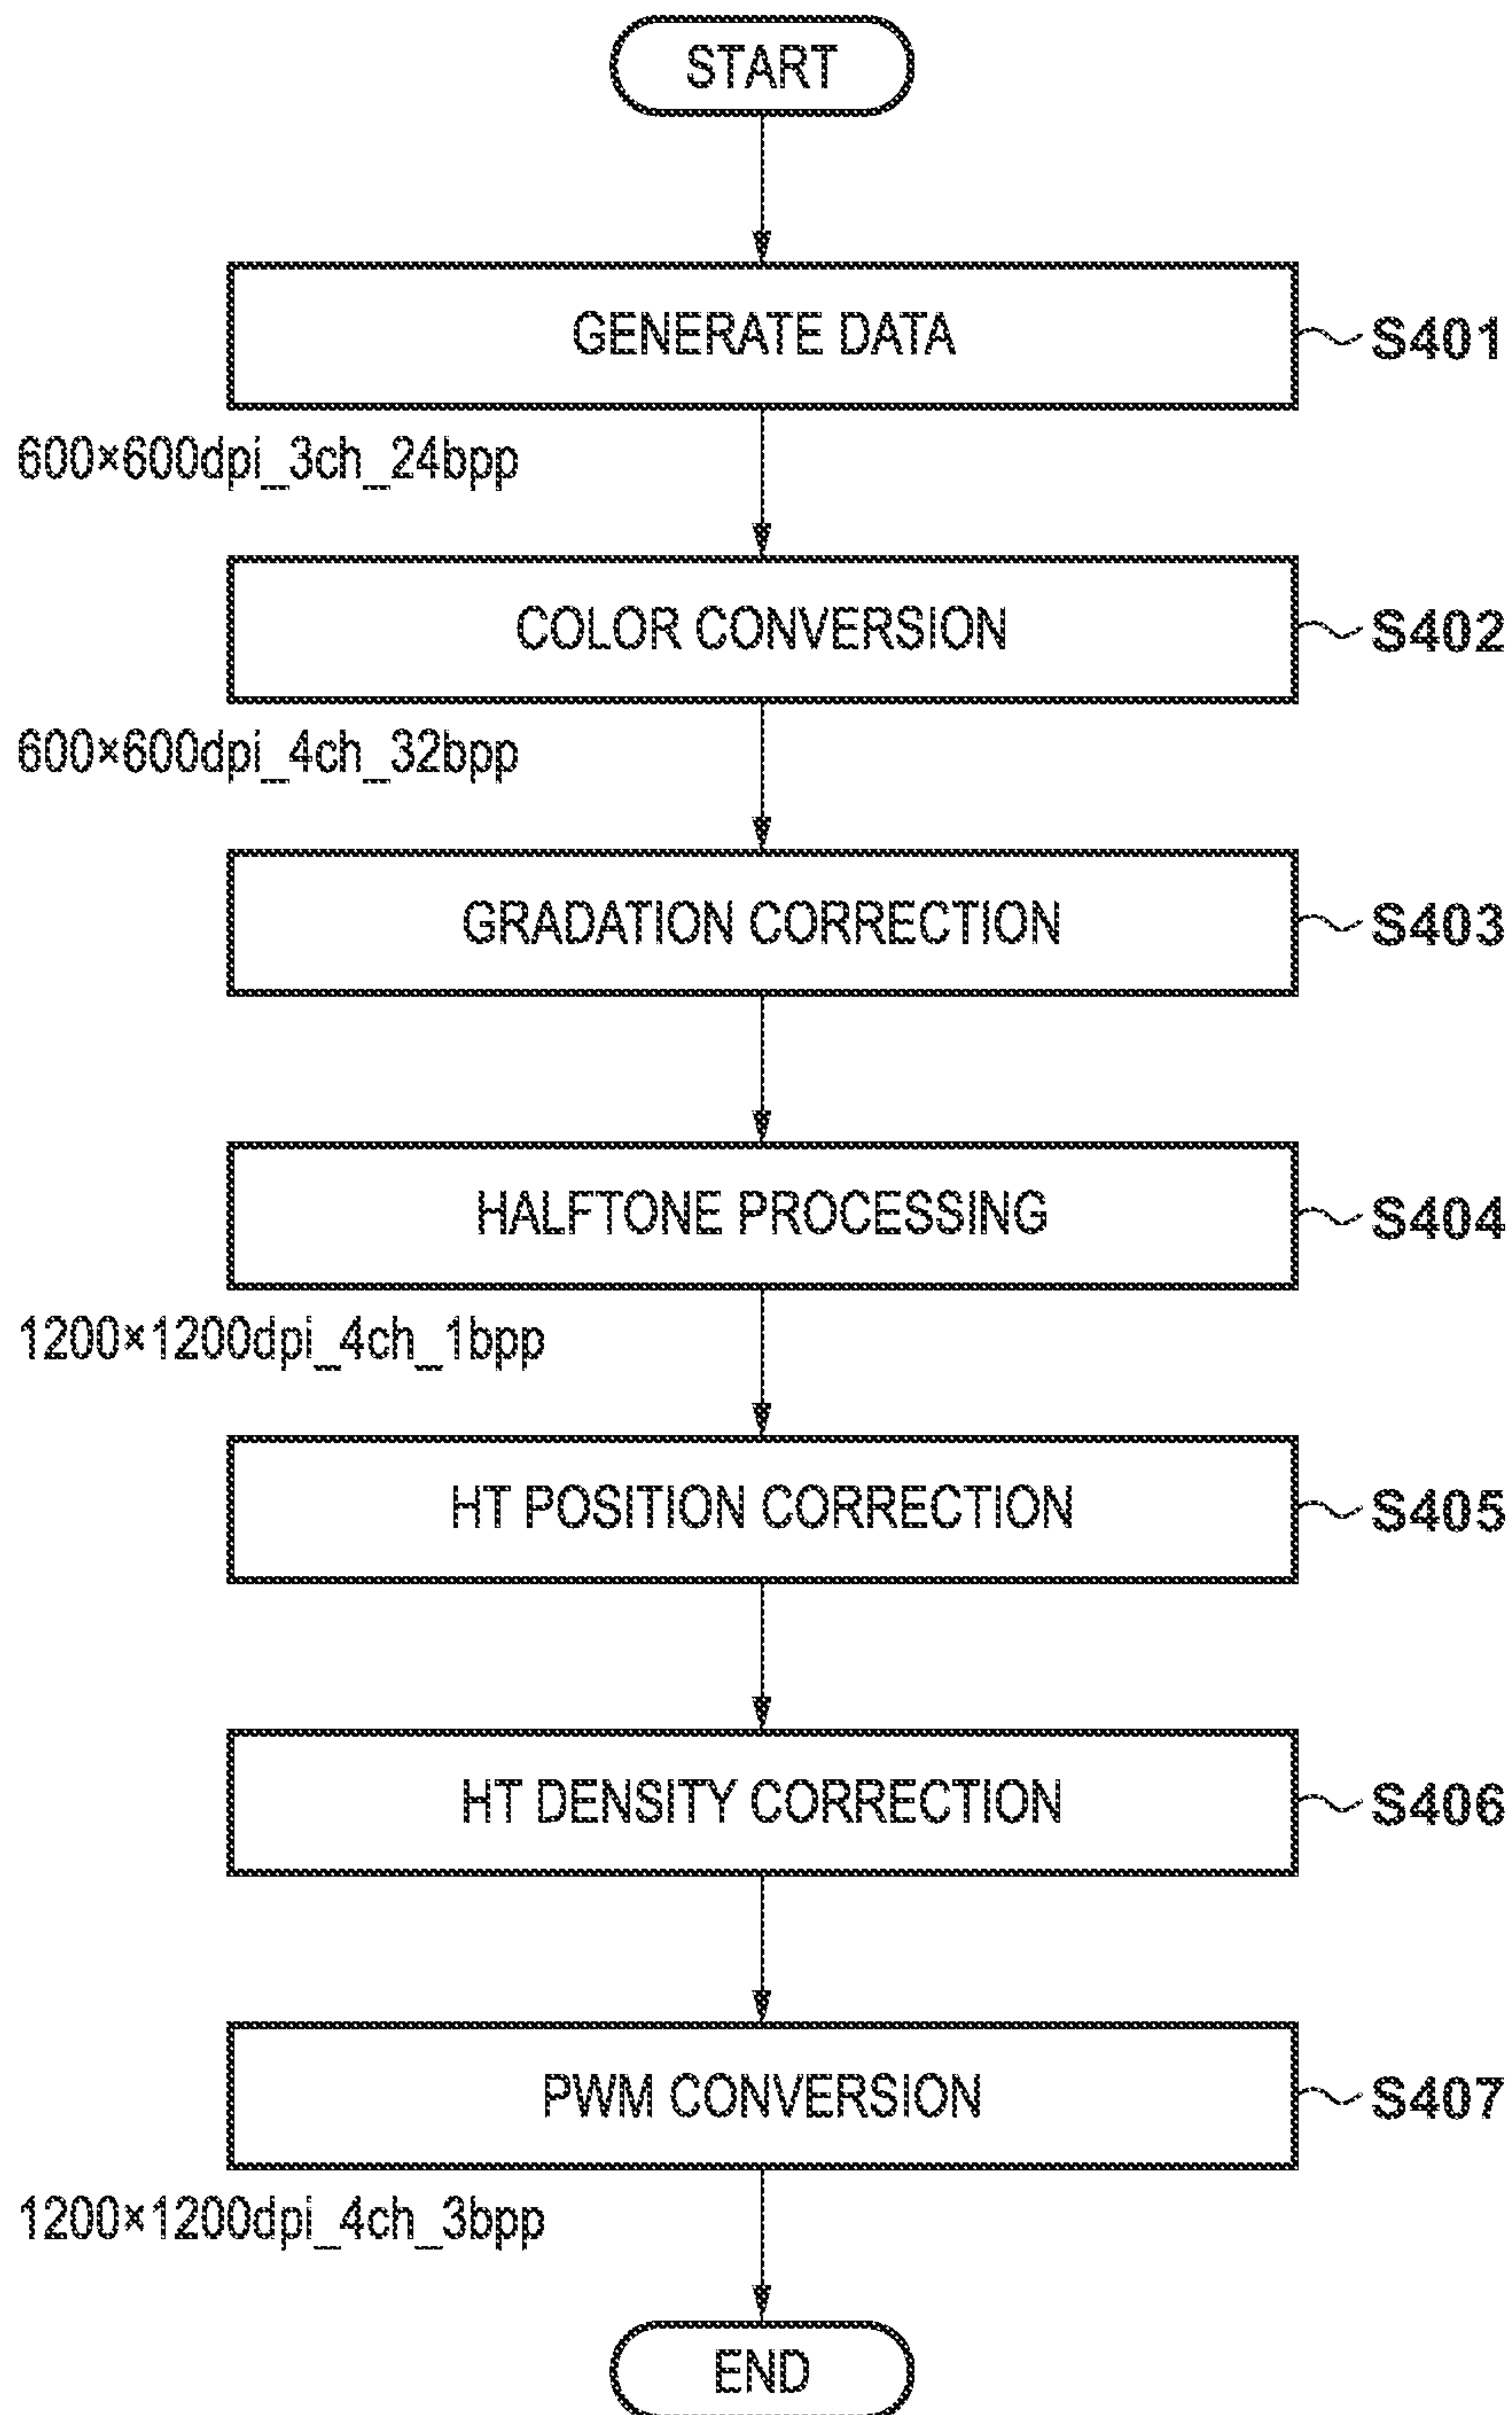 START
GENERATE DATA
S401
600×600dpi_3ch_24bpp
COLOR CONVERSION
S402
600×600dpi_4ch_32bpp
GRADATION CORRECTION
S403
HALFTONE PROCESSING
S404
1200×1200dpi_4ch_1bpp
HT POSITION CORRECTION
S405
HT DENSITY CORRECTION
S406
PWM CONVERSION
S407
1200×1200dpi_4ch_3bpp
END